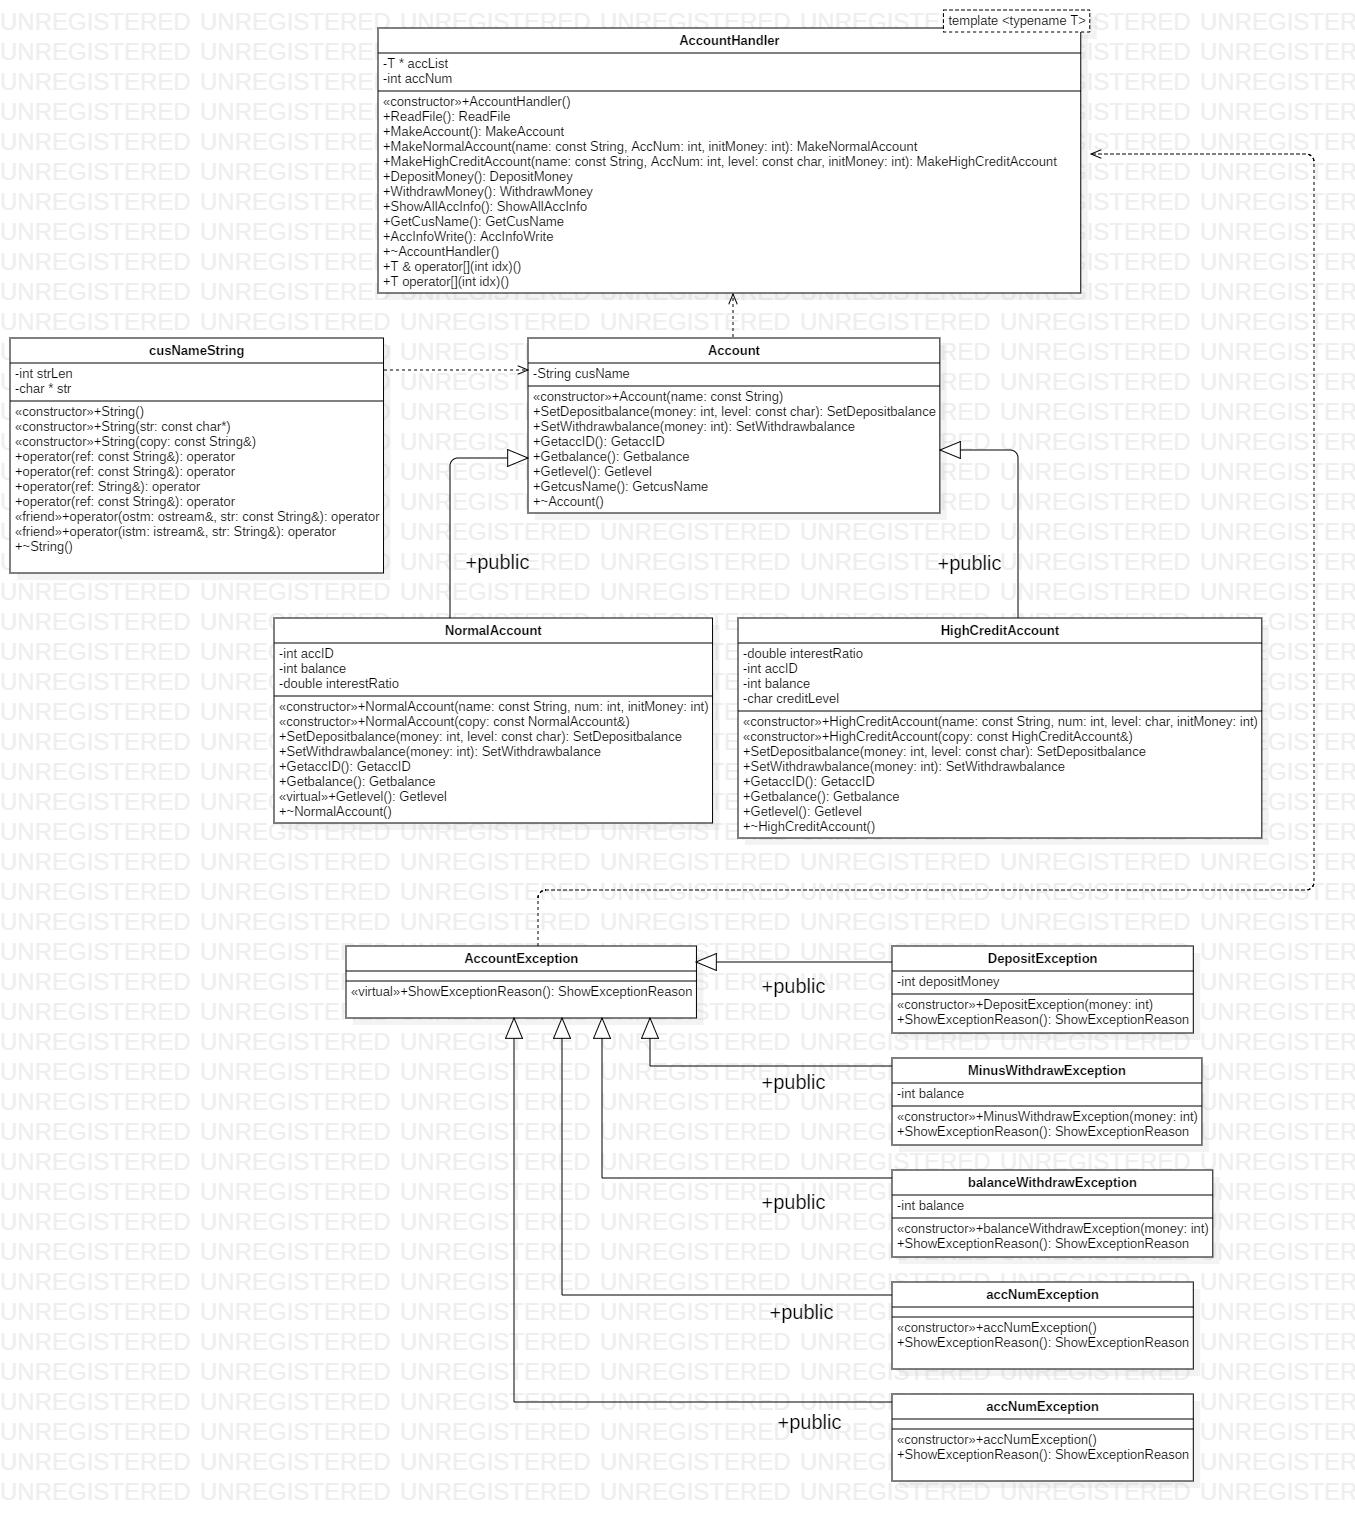 template <typename T>
AccountHandler
-T * accList
-int accNum
«constructor»+AccountHandler()
+ReadFile(): ReadFile
+MakeAccount(): MakeAccount
+MakeNormalAccount(name: const String, AccNum: int, initMoney: int): MakeNormalAccount
+MakeHighCreditAccount(name: const String, AccNum: int, level: const char, initMoney: int): MakeHighCreditAccount
+DepositMoney(): DepositMoney
+WithdrawMoney(): WithdrawMoney
+ShowAllAccInfo(): ShowAllAccInfo
+GetCusName(): GetCusName
+AccInfoWrite(): AccInfoWrite
+~AccountHandler()
+T & operator[](int idx)()
+T operator[](int idx)()
cusNameString
-int strLen
-char * str
«constructor»+String()
«constructor»+String(str: const char*)
«constructor»+String(copy: const String&)
+operator(ref: const String&): operator
+operator(ref: const String&): operator
+operator(ref: String&): operator
+operator(ref: const String&): operator
«friend»+operator(ostm: ostream&, str: const String&): operator
«friend»+operator(istm: istream&, str: String&): operator
+~String()
Account
-String cusName
«constructor»+Account(name: const String)
+SetDepositbalance(money: int, level: const char): SetDepositbalance
+SetWithdrawbalance(money: int): SetWithdrawbalance
+GetaccID(): GetaccID
+Getbalance(): Getbalance
+Getlevel(): Getlevel
+GetcusName(): GetcusName
+~Account()
+public
+public
NormalAccount
-int accID
-int balance
-double interestRatio
«constructor»+NormalAccount(name: const String, num: int, initMoney: int)
«constructor»+NormalAccount(copy: const NormalAccount&)
+SetDepositbalance(money: int, level: const char): SetDepositbalance
+SetWithdrawbalance(money: int): SetWithdrawbalance
+GetaccID(): GetaccID
+Getbalance(): Getbalance
«virtual»+Getlevel(): Getlevel
+~NormalAccount()
HighCreditAccount
-double interestRatio
-int accID
-int balance
-char creditLevel
«constructor»+HighCreditAccount(name: const String, num: int, level: char, initMoney: int)
«constructor»+HighCreditAccount(copy: const HighCreditAccount&)
+SetDepositbalance(money: int, level: const char): SetDepositbalance
+SetWithdrawbalance(money: int): SetWithdrawbalance
+GetaccID(): GetaccID
+Getbalance(): Getbalance
+Getlevel(): Getlevel
+~HighCreditAccount()
AccountException
«virtual»+ShowExceptionReason(): ShowExceptionReason
+public
DepositException
-int depositMoney
«constructor»+DepositException(money: int)
+ShowExceptionReason(): ShowExceptionReason
+public
MinusWithdrawException
-int balance
«constructor»+MinusWithdrawException(money: int)
+ShowExceptionReason(): ShowExceptionReason
+public
balanceWithdrawException
-int balance
«constructor»+balanceWithdrawException(money: int)
+ShowExceptionReason(): ShowExceptionReason
+public
accNumException
«constructor»+accNumException()
+ShowExceptionReason(): ShowExceptionReason
+public
accNumException
«constructor»+accNumException()
+ShowExceptionReason(): ShowExceptionReason